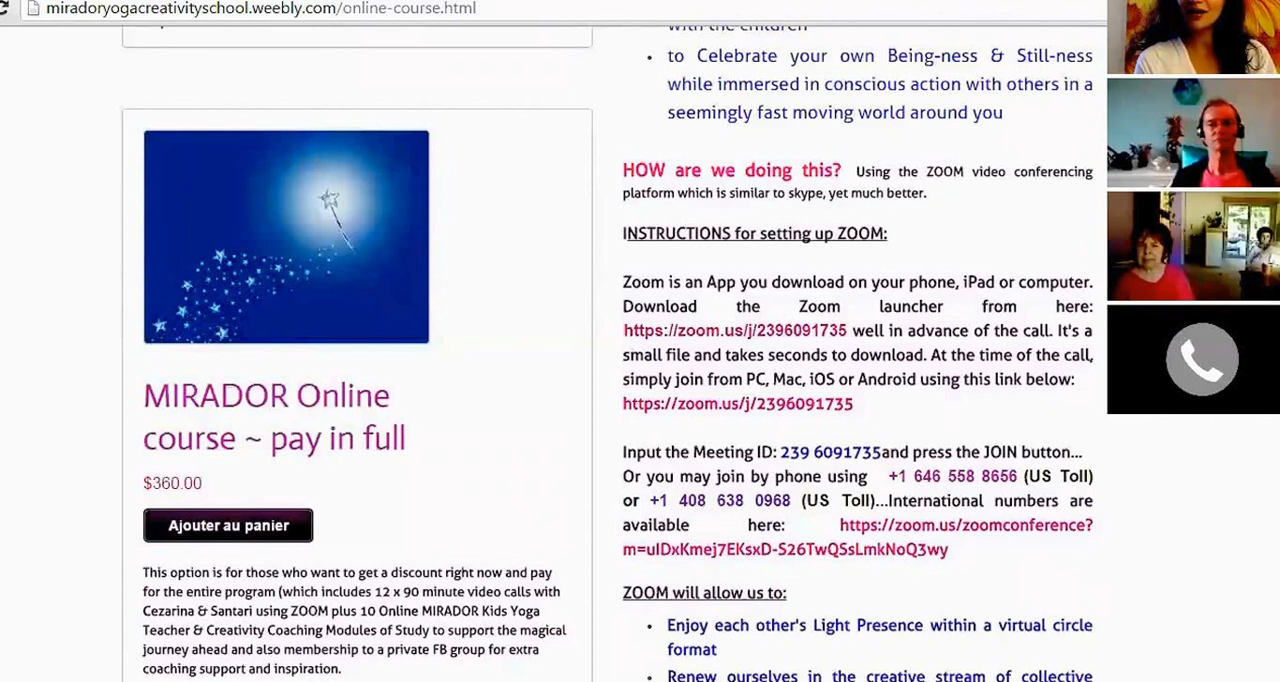 miradoryogacreativityschool.weebly.com/online-course.html
with the children
• to Celebrate your own Being-ness & Still-ness
while immersed in conscious action with others in a
seemingly fast moving world around you
HOW are we doing this? Using the ZOOM video conferencing
platform which is similar to skype, yet much better.
INSTRUCTIONS for setting up ZOOM:
Zoom is an App you download on your phone, iPad or computer.
Download the Zoom launcher from here:
https://zoom.us/j/2396091735 well in advance of the call. It's a
small file and takes seconds to download. At the time of the call,
simply join from PC, Mac, iOS or Android using this link below:
https://zoom.us/j/2396091735
Input the Meeting ID: 239 6091735and press the JOIN button...
Or you may join by phone using +1 646 558 8656 (US Toll)
or +1 408 638 0968 (US Toll)...International numbers are
available here: https://zoom.us/zoomconference?
m=uIDxKmej7EKsxD-S26TwQSsLmkNoQ3wy
ZOOM will allow us to:
• Enjoy each other's Light Presence within a virtual circle
format
• Renew ourselves in the creative stream of collective
MIRADOR Online
course ~ pay in full
$360.00
Ajouter au panier
This option is for those who want to get a discount right now and pay
for the entire program (which includes 12 x 90 minute video calls with
Cezarina & Santari using ZOOM plus 10 Online MIRADOR Kids Yoga
Teacher & Creativity Coaching Modules of Study to support the magical
journey ahead and also membership to a private FB group for extra
coaching support and inspiration.